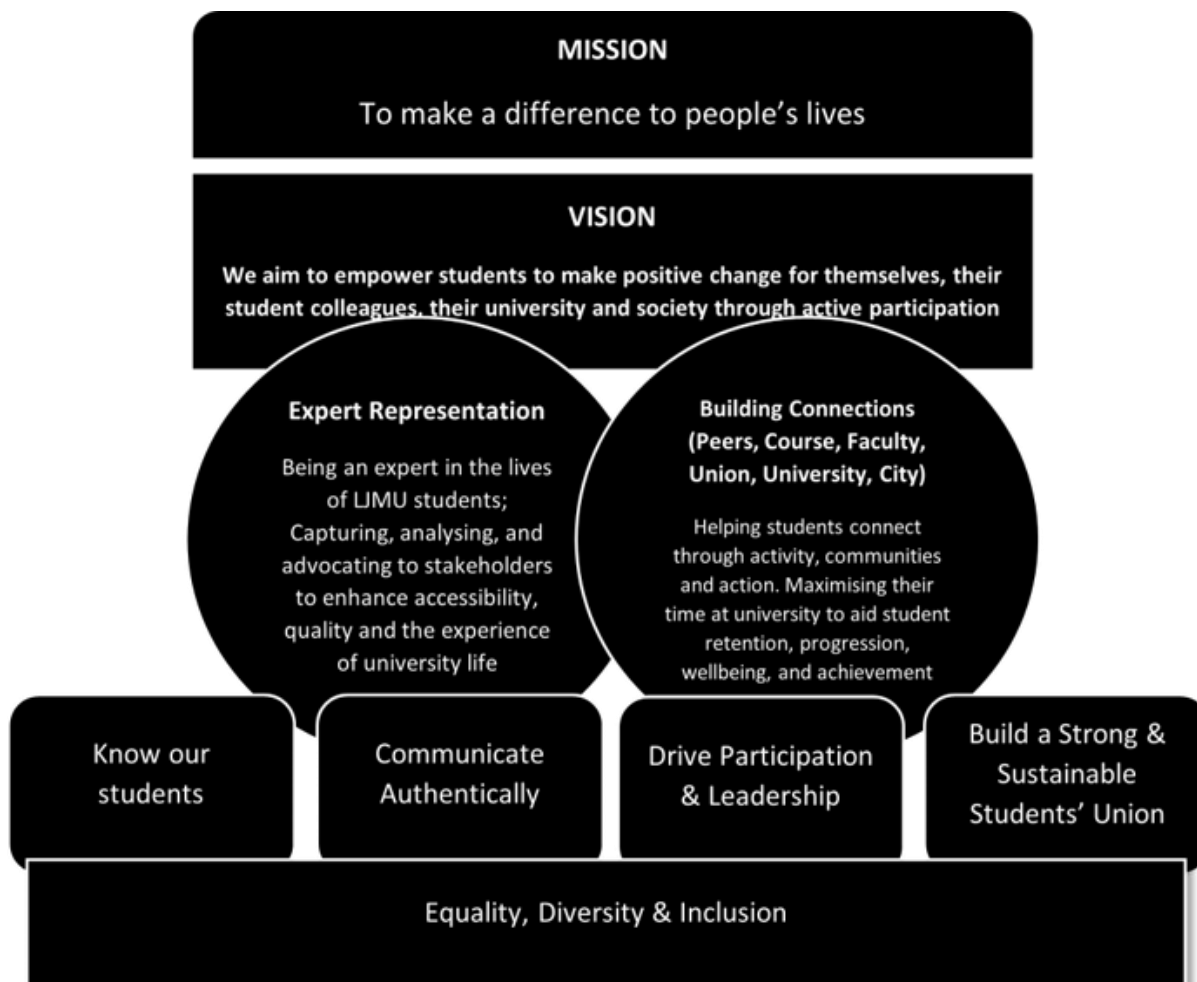 MISSION
To make a difference to people's lives
VISION
We aim to empower students to make positive change for themselves, their
student colleagues, their university and society through active participation
Expert Representation
Being an expert in the lives
of LJMU students;
Capturing, analysing, and
advocating to stakeholders
to enhance accessibility,
quality and the experience
of university life
Building Connections
(Peers, Course, Faculty,
Union, University, City)
Helping students connect
through activity, communities
and action. Maximising their
time at university to aid student
retention, progression,
wellbeing, and achievement
Know our
students
Communicate
Authentically
Drive Participation
& Leadership
Build a Strong &
Sustainable
Students' Union
Equality, Diversity & Inclusion